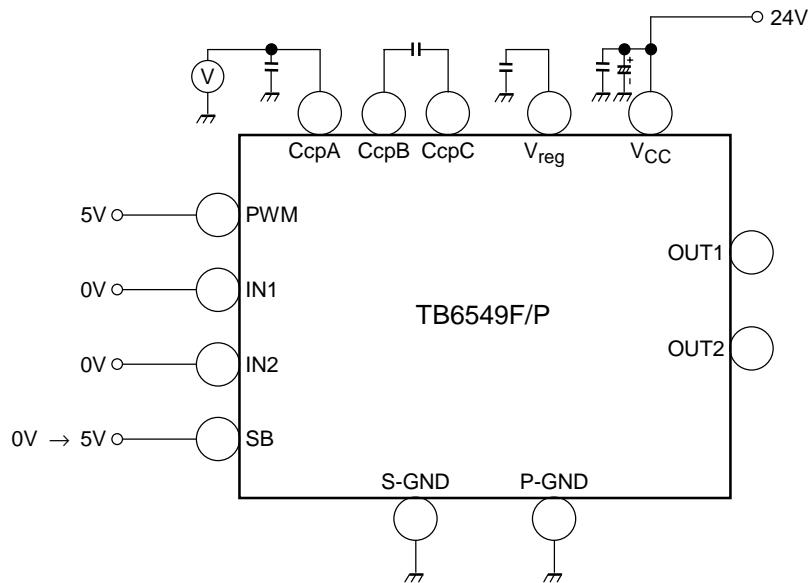 24V
V
+
-
CcpA CcpB CcpC Vreg VCC
5V PWM
OUT1
0V IN1
TB6549F/P
0V IN2
OUT2
0V → 5V SB
S-GND P-GND